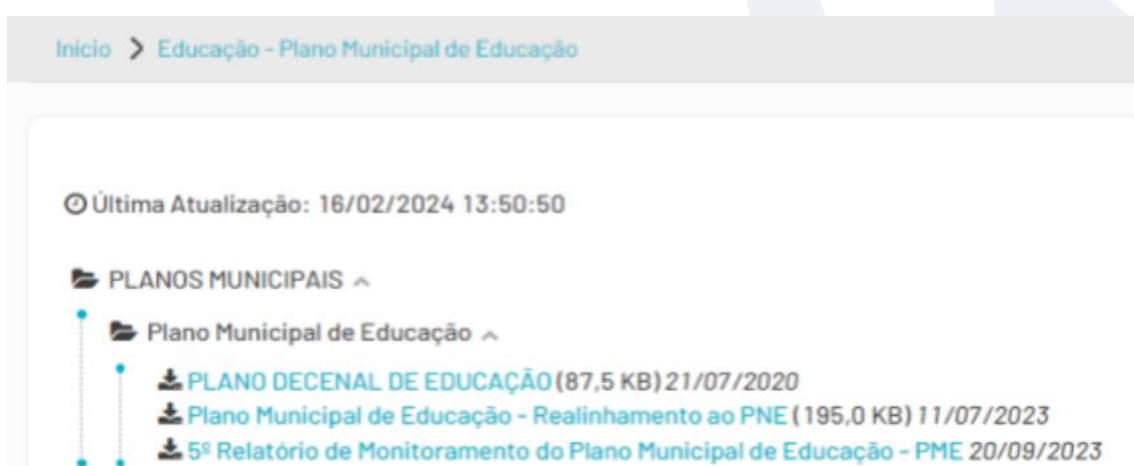 Início > Educação - Plano Municipal de Educação
Última Atualização: 16/02/2024 13:50:50
PLANOS MUNICIPAIS
Plano Municipal de Educação
PLANO DECENAL DE EDUCAÇÃO (87,5 KB) 21/07/2020
Plano Municipal de Educação - Realinhamento ao PNE (195,0 KB) 11/07/2023
5º Relatório de Monitoramento do Plano Municipal de Educação - PME 20/09/2023